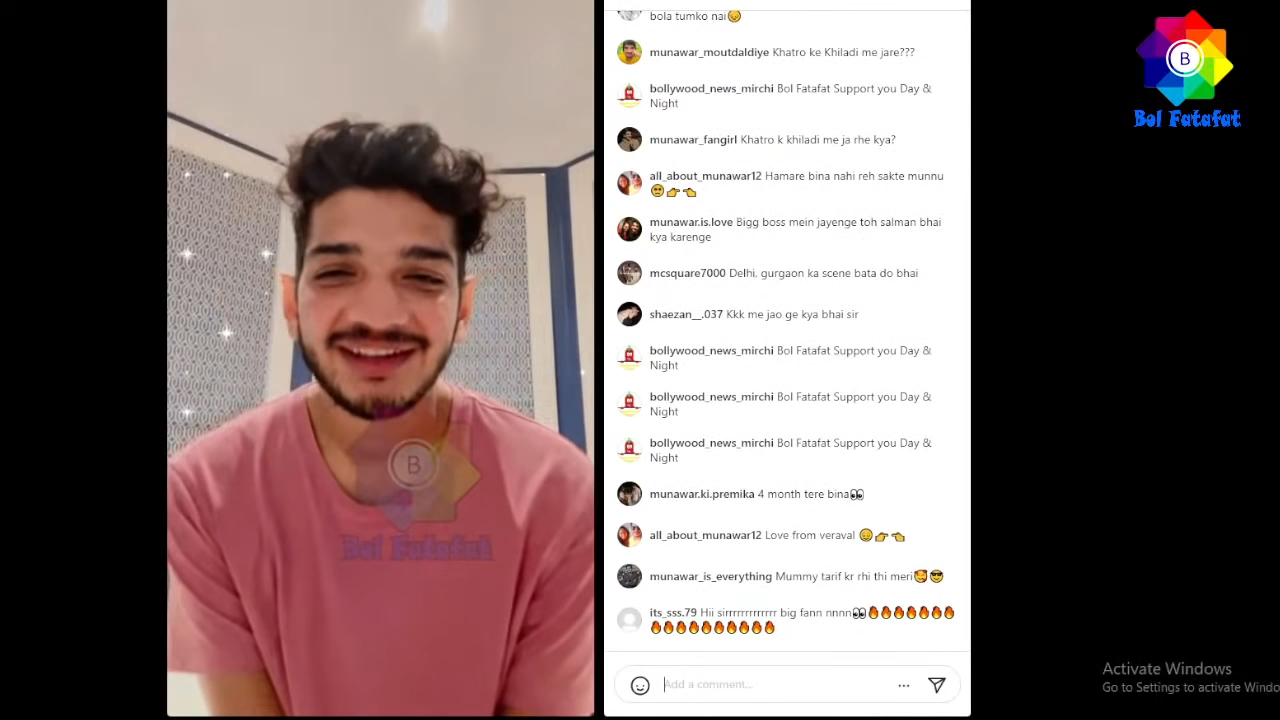 bola tumko nai😔
munawar_moutdaldiye Khatro ke Khiladi me jare???
bollywood_news_mirchi Bol Fatafat Support you Day &
Night
munawar_fangirl Khatro k khiladi me ja rhe kya?
all_about_munawar12 Hamare bina nahi reh sakte munnu
🥺👉👈
munawar.is.love Bigg boss mein jayenge toh salman bhai
kya karenge
mcsquare7000 Delhi, gurgaon ka scene bata do bhai
shaezan__.037 Kkk me jao ge kya bhai sir
bollywood_news_mirchi Bol Fatafat Support you Day &
Night
bollywood_news_mirchi Bol Fatafat Support you Day &
Night
bollywood_news_mirchi Bol Fatafat Support you Day &
Night
munawar.ki.premika 4 month tere bina👀
all_about_munawar12 Love from veraval 😔👉👈
munawar_is_everything Mummy tarif kr rhi thi meri🥰😎
its_sss.79 Hii sirrrrrrrrrrrr big fann nnnn👀🔥🔥🔥🔥🔥🔥🔥
🔥🔥🔥🔥🔥🔥🔥🔥🔥🔥
Add a comment...
B
Bol Fatafat
B
Bol Fatafat
Activate Windows
Go to Settings to activate Windo